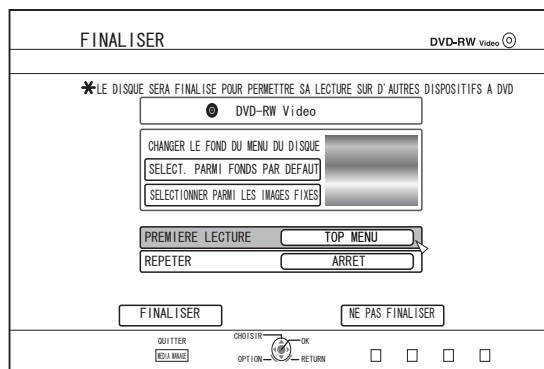 FINALISER
DVD-RW Video
*LE DISQUE SERA FINALISE POUR PERMETTRE SA LECTURE SUR D'AUTRES DISPOSITIFS A DVD
DVD-RW Video
CHANGER LE FOND DU MENU DU DISQUE
SELECT. PARMI FONDS PAR DEFAUT
SELECTIONNER PARMI LES IMAGES FIXES
PREMIERE LECTURE TOP MENU
REPETER ARRET
FINALISER NE PAS FINALISER
QUITTER CHOISIR OK
MEDIA MANAGE OPTION RETURN